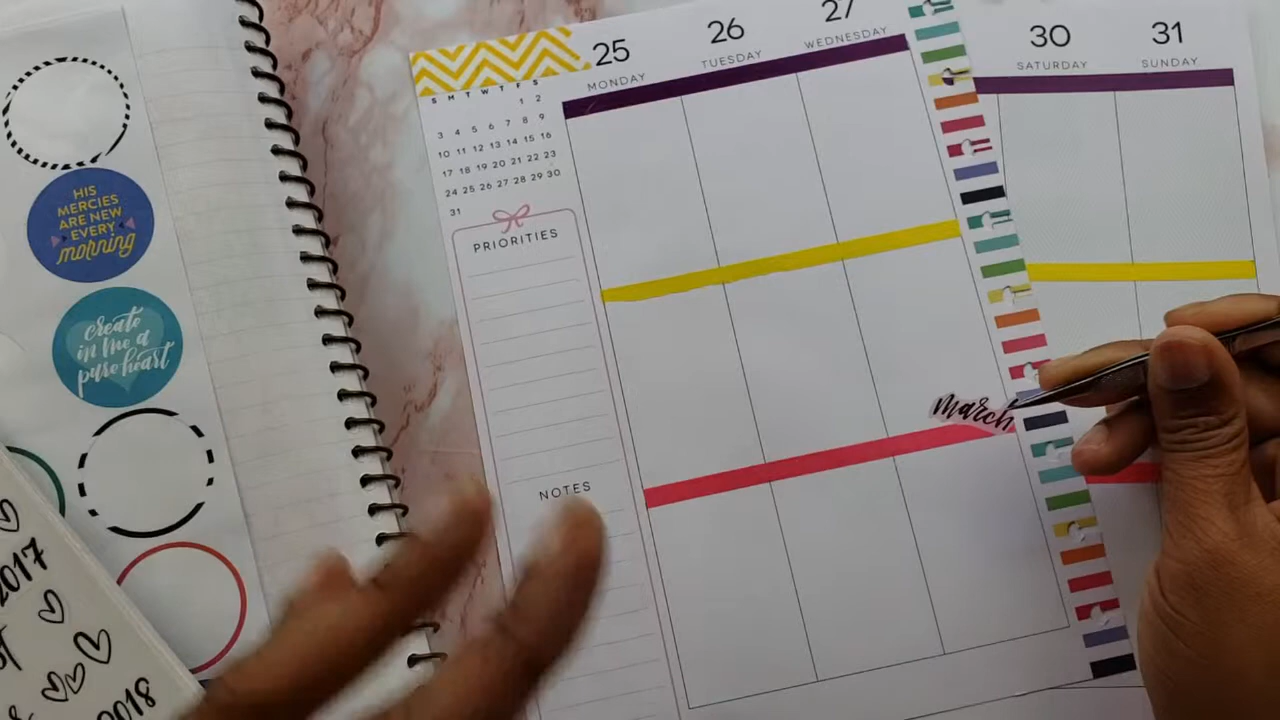 HIS
MERCIES
ARE NEW
EVERY
morning
create
in me a
pure heart
2017
2018
25
MONDAY
26
TUESDAY
27
WEDNESDAY
30
SATURDAY
31
SUNDAY
S M T W T F S
1 2
3 4 5 6 7 8 9
10 11 12 13 14 15 16
17 18 19 20 21 22 23
24 25 26 27 28 29 30
31
PRIORITIES
NOTES
March